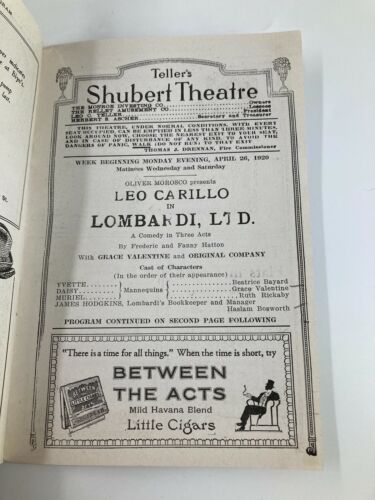 Teller's
Shubert Theatre
THE MONROE INVESTING CO. Owners
THE RELLET AMUSEMENT CO. Lessees
LEO C. TELLER President
HERBERT E. ASCHER Secretary and Treasurer
THIS THEATRE, UNDER NORMAL CONDITIONS, WITH EVERY
SEAT OCCUPIED, CAN BE EMPTIED IN LESS THAN THREE MINUTES.
LOOK AROUND NOW, CHOOSE THE NEAREST EXIT TO YOUR SEAT,
AND IN CASE OF DISTURBANCE OF ANY KIND, TO AVOID THE
DANGERS OF PANIC, WALK (DO NOT RUN) TO THAT EXIT
THOMAS J. DRENNAN, Fire Commissioner
WEEK BEGINNING MONDAY EVENING, APRIL 26, 1920
Matinees Wednesday and Saturday
OLIVER MOROSCO presents
LEO CARILLO
IN
LOMBARDI, LTD.
A Comedy in Three Acts
By Frederic and Fanny Hatton
With GRACE VALENTINE and ORIGINAL COMPANY
Cast of Characters
(In the order of their appearance)
YVETTE Beatrice Bayard
DAISY Mannequins Grace Valentine
MURIEL Ruth Rickaby
JAMES HODGKINS, Lombardi's Bookkeeper and Manager
Haslam Bosworth
PROGRAM CONTINUED ON SECOND PAGE FOLLOWING
"There is a time for all things." When the time is short, try
BETWEEN
THE ACTS
Mild Havana Blend
Little Cigars